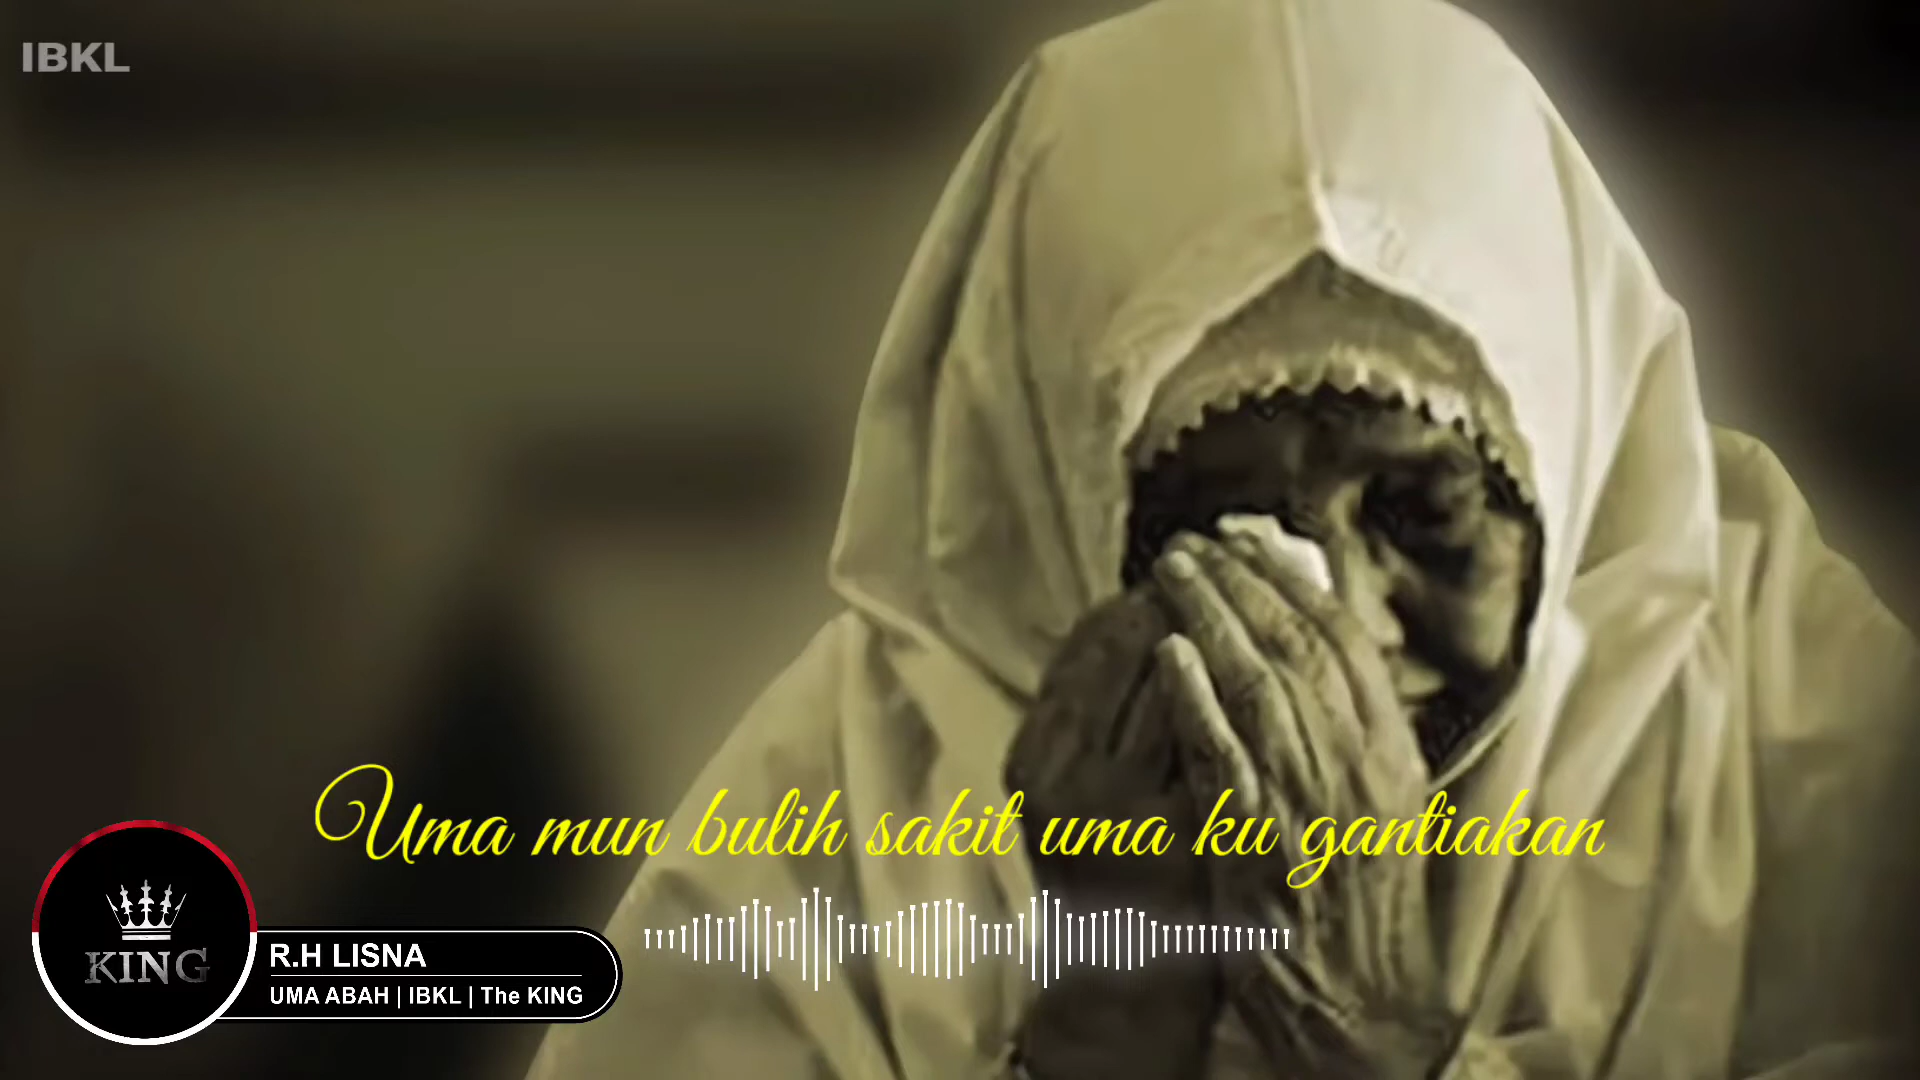 IBKL
Uma mun bulih sakit uma ku gantiakan
KING
R.H LISNA
UMA ABAH | IBKL | The KING